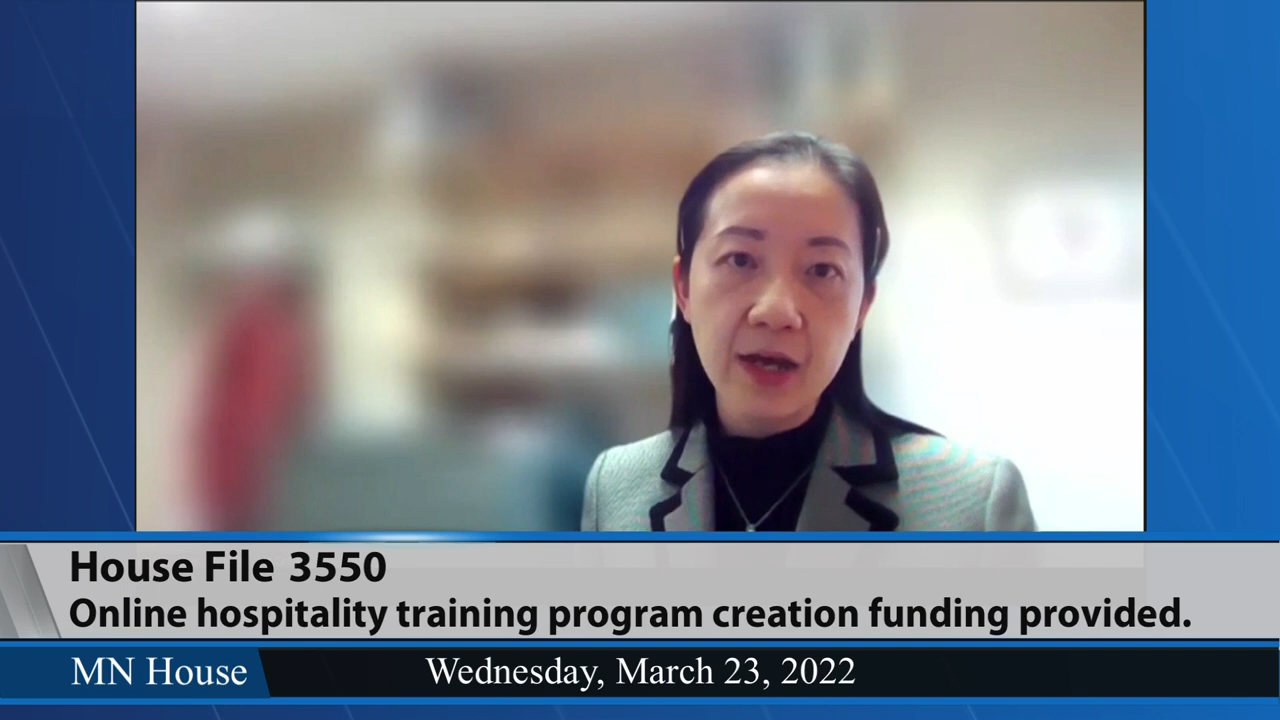 House File 3550
Online hospitality training program creation funding provided.
MN House
Wednesday, March 23, 2022